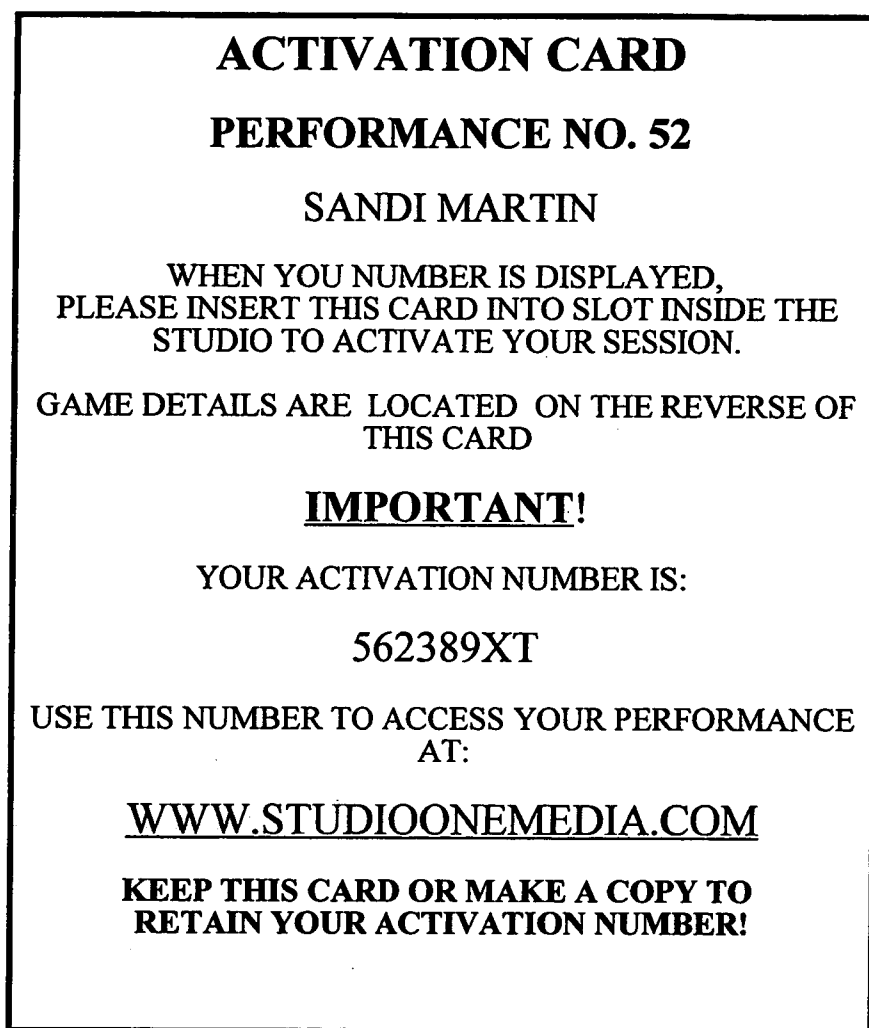 ACTIVATION CARD
PERFORMANCE NO. 52
SANDI MARTIN
WHEN YOU NUMBER IS DISPLAYED,
PLEASE INSERT THIS CARD INTO SLOT INSIDE THE
STUDIO TO ACTIVATE YOUR SESSION.
GAME DETAILS ARE LOCATED ON THE REVERSE OF
THIS CARD
IMPORTANT!
YOUR ACTIVATION NUMBER IS:
562389XT
USE THIS NUMBER TO ACCESS YOUR PERFORMANCE
AT:
WWW.STUDIOONEMEDIA.COM
KEEP THIS CARD OR MAKE A COPY TO
RETAIN YOUR ACTIVATION NUMBER!